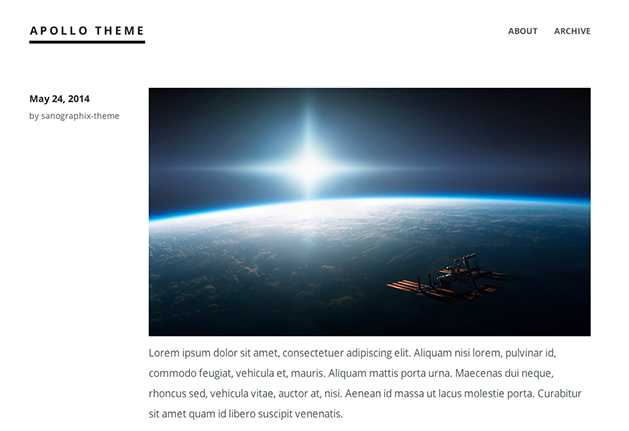 APOLLO THEME
ABOUT ARCHIVE
May 24, 2014
by sanographix-theme
Lorem ipsum dolor sit amet, consectetuer adipiscing elit. Aliquam nisi lorem, pulvinar id,
commodo feugiat, vehicula et, mauris. Aliquam mattis porta urna. Maecenas dui neque,
rhoncus sed, vehicula vitae, auctor at, nisi. Aenean id massa ut lacus molestie porta. Curabitur
sit amet quam id libero suscipit venenatis.